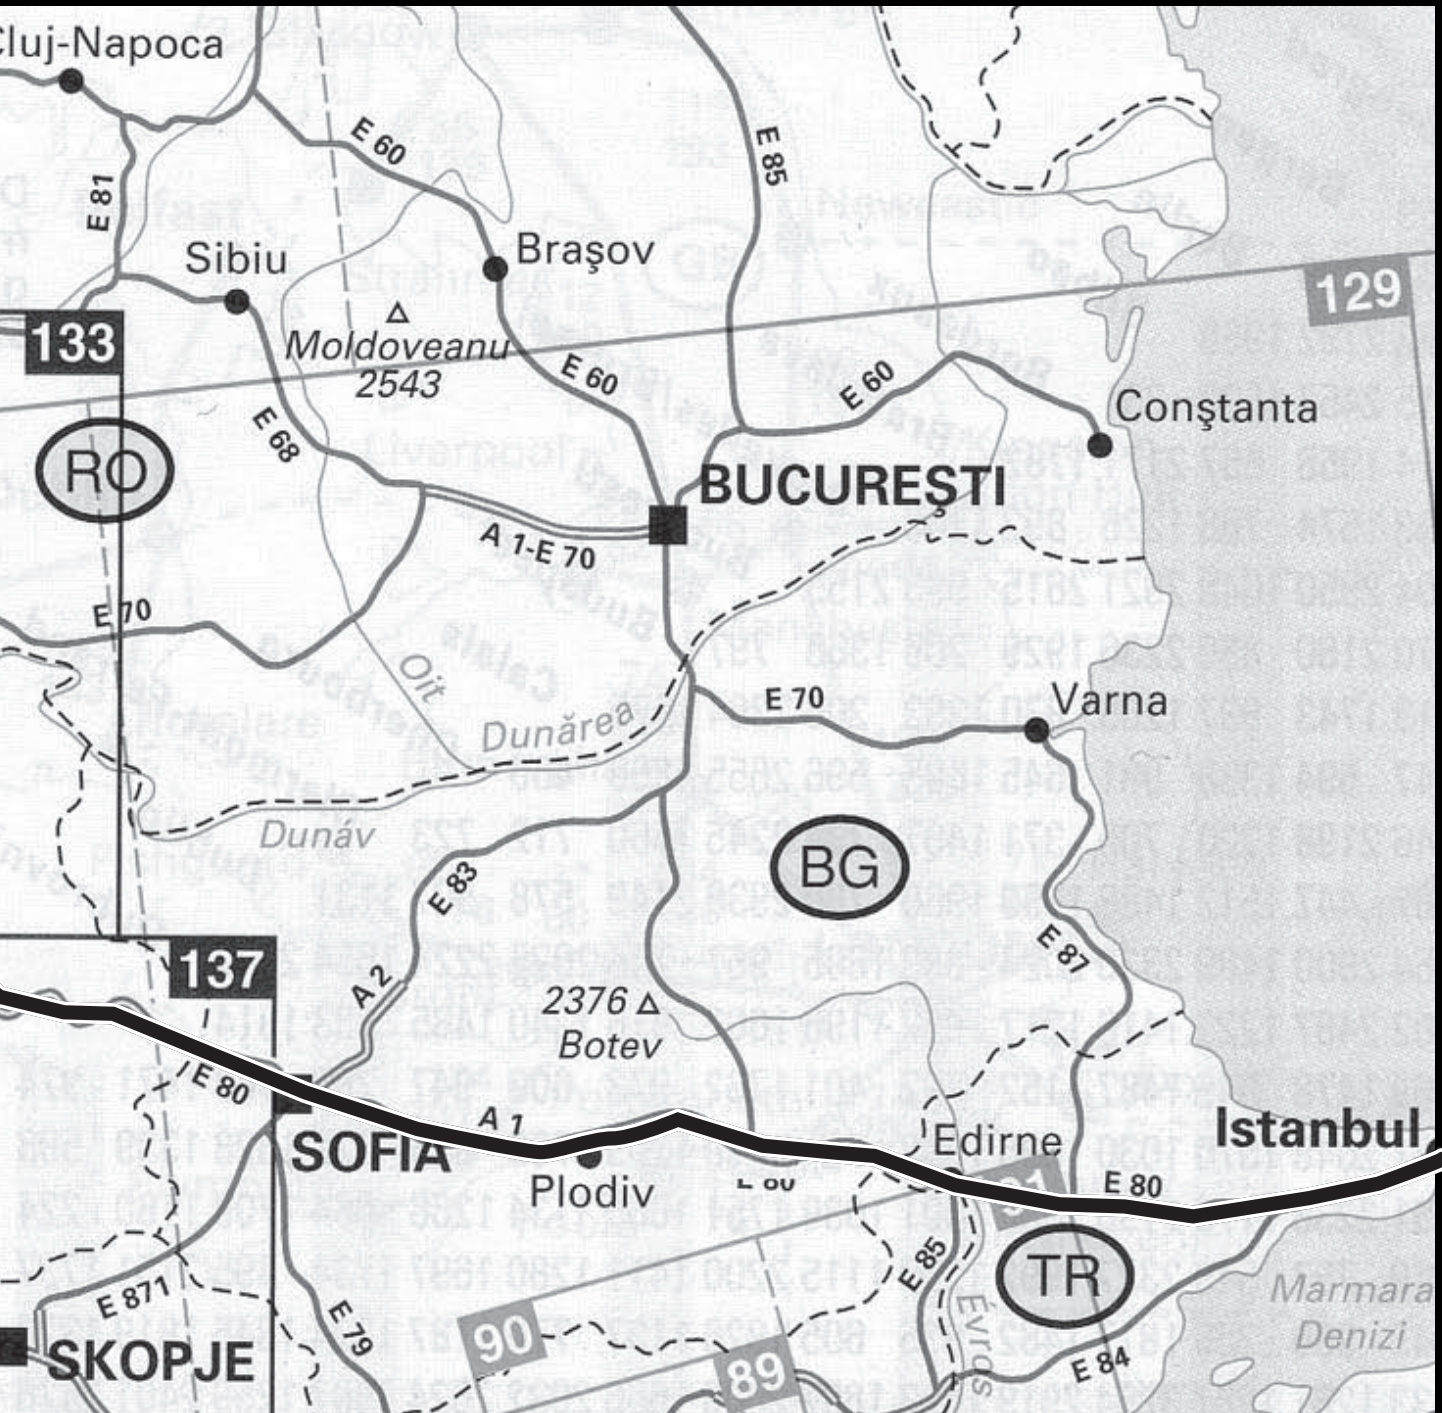 Cluj-Napoca
E 60
E 85
E 81
Sibiu
Braşov
129
133
Moldoveanu
2543
E 60
E 60
Conştanta
E 68
RO
BUCUREŞTI
A 1-E 70
E 70
Oit
Dunărea
E 70
Varna
Dunáv
BG
E 83
E 87
137
A 2
2376
Botev
E 80
A 1
SOFIA
Edirne
Istanbul
Plodiv
E 80
E 80
E 85
TR
E 871
E 79
90
Évros
Marmara
Denizi
SKOPJE
89
E 84